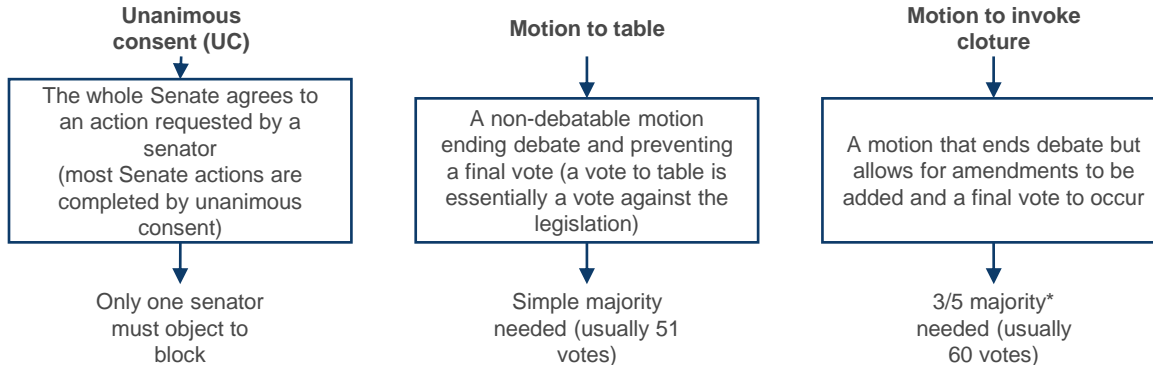 Unanimous
consent (UC)
The whole Senate agrees to
an action requested by a
senator
(most Senate actions are
completed by unanimous
consent)
Only one senator
must object to
block
Motion to table
A non-debatable motion
ending debate and preventing
a final vote (a vote to table is
essentially a vote against the
legislation)
Simple majority
needed (usually 51
votes)
Motion to invoke
cloture
A motion that ends debate but
allows for amendments to be
added and a final vote to occur
3/5 majority*
needed (usually
60 votes)